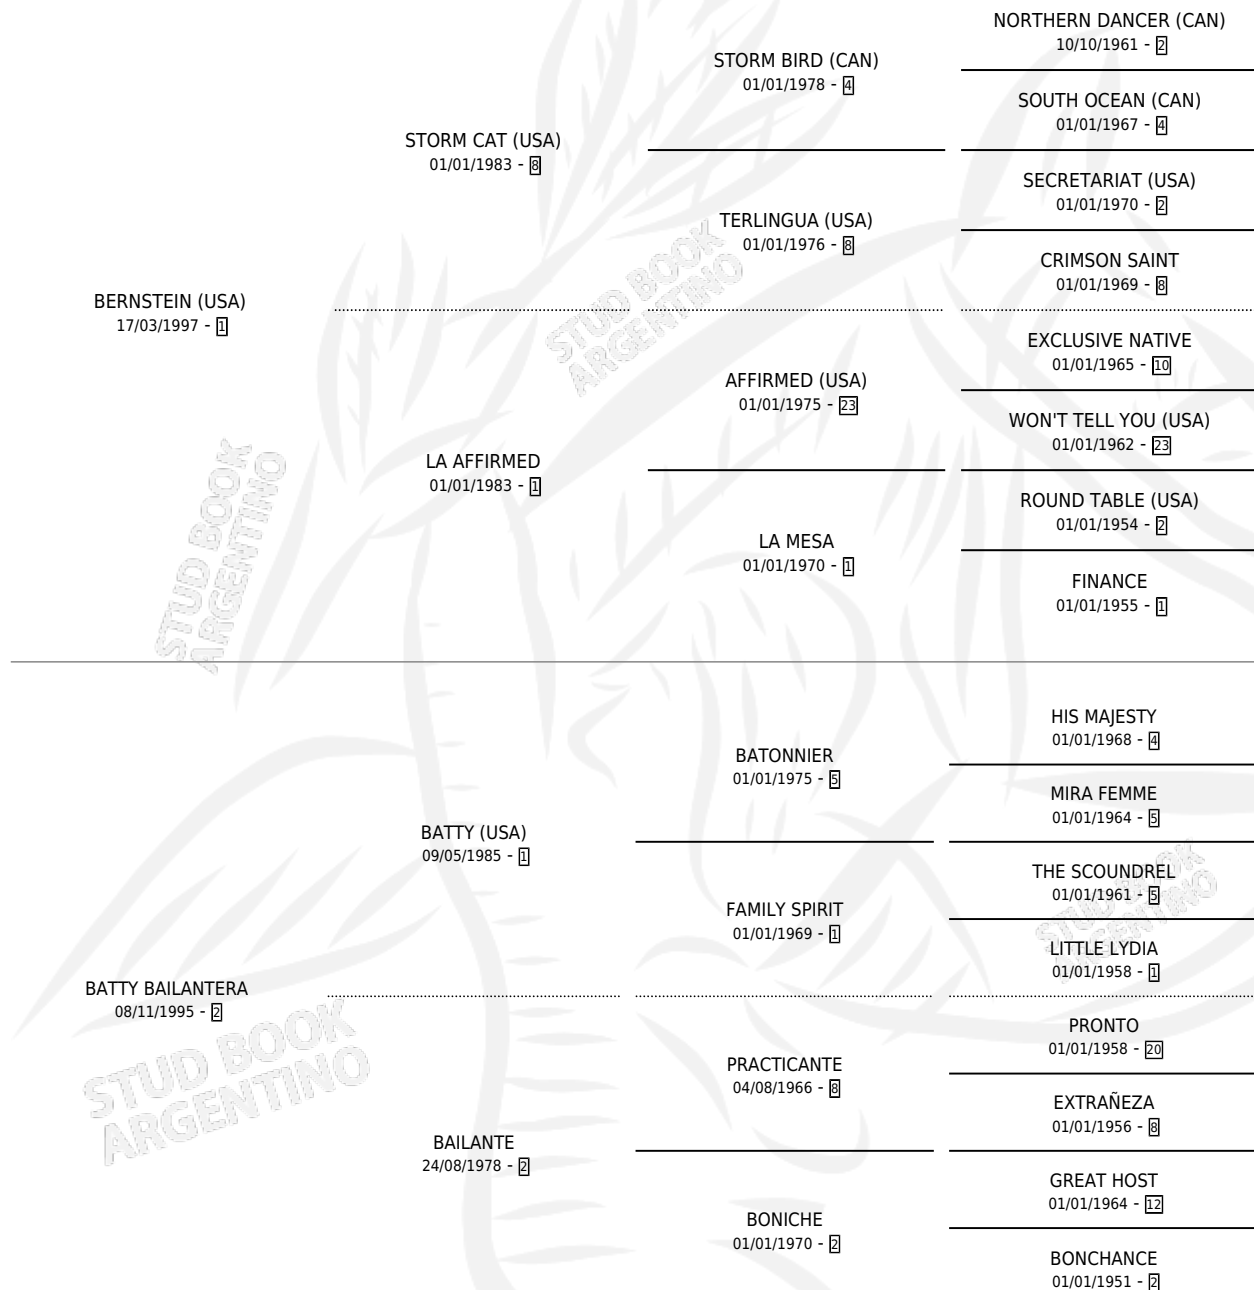 NORTHERN DANCER (CAN)
10/10/1961 - 2
STORM BIRD (CAN)
01/01/1978 - 4
SOUTH OCEAN (CAN)
01/01/1967 - 4
STORM CAT (USA)
01/01/1983 - 8
SECRETARIAT (USA)
01/01/1970 - 2
TERLINGUA (USA)
01/01/1976 - 8
CRIMSON SAINT
01/01/1969 - 8
BERNSTEIN (USA)
17/03/1997 - 1
STUD BOOK
ARGENTINO
EXCLUSIVE NATIVE
01/01/1965 - 10
AFFIRMED (USA)
01/01/1975 - 23
WON'T TELL YOU (USA)
01/01/1962 - 23
LA AFFIRMED
01/01/1983 - 1
ROUND TABLE (USA)
01/01/1954 - 2
LA MESA
01/01/1970 - 1
FINANCE
01/01/1955 - 1
STUD BOOK
ARGENTINO
HIS MAJESTY
01/01/1968 - 4
BATONNIER
01/01/1975 - 5
MIRA FEMME
01/01/1964 - 5
BATTY (USA)
09/05/1985 - 1
THE SCOUNDREL
01/01/1961 - 5
FAMILY SPIRIT
01/01/1969 - 1
LITTLE LYDIA
01/01/1958 - 1
STUD BOOK
ARGENTINO
BATTY BAILANTERA
08/11/1995 - 2
STUD BOOK
ARGENTINO
PRONTO
01/01/1958 - 20
PRACTICANTE
04/08/1966 - 8
EXTRAÑEZA
01/01/1956 - 8
BAILANTE
24/08/1978 - 2
GREAT HOST
01/01/1964 - 12
BONICHE
01/01/1970 - 2
BONCHANCE
01/01/1951 - 2